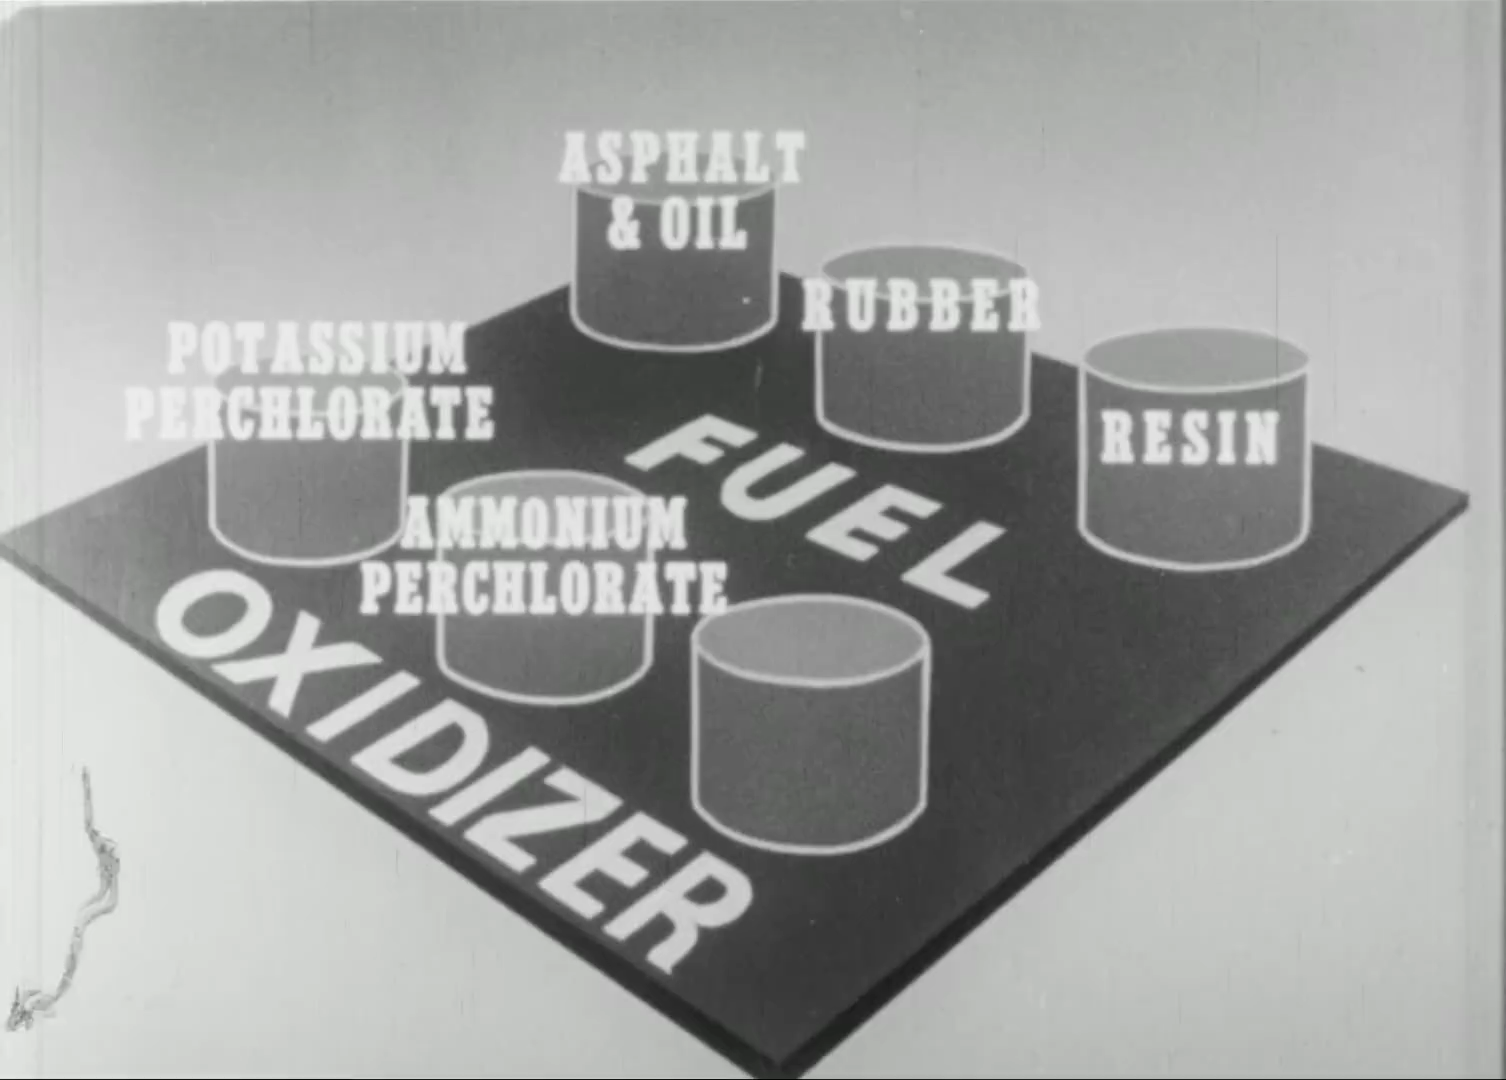 ASPHALT
& OIL
RUBBER
RESIN
POTASSIUM
PERCHLORATE
AMMONIUM
PERCHLORATE
FUEL
OXIDIZER